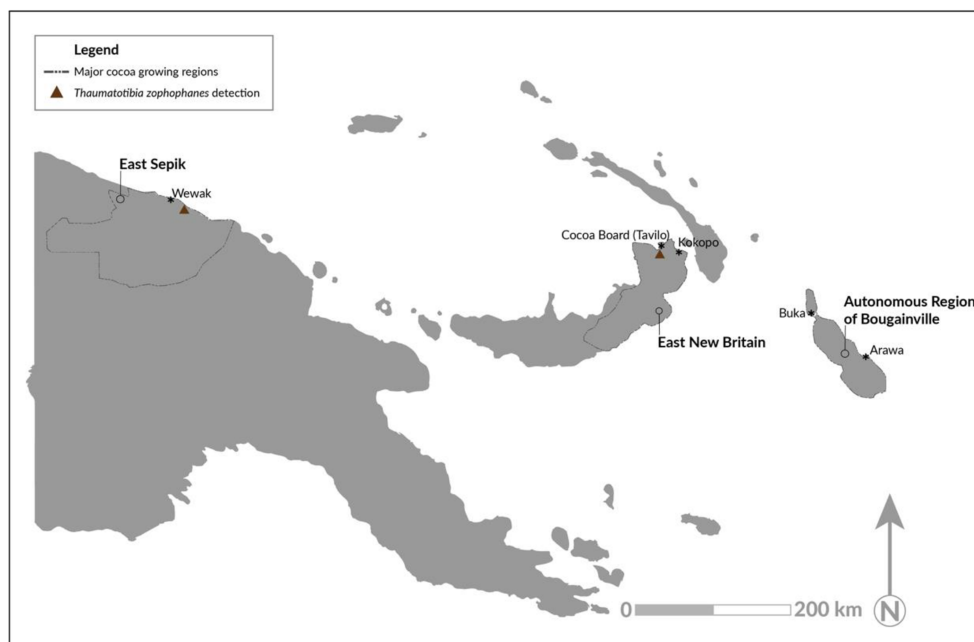 Legend
Major cocoa growing regions
Thaumatotibia zophophanes detection
East Sepik
Wewak
Cocoa Board (Tavilo)
Kokopo
East New Britain
Buka
Autonomous Region
of Bougainville
Arawa
0
200 km
N